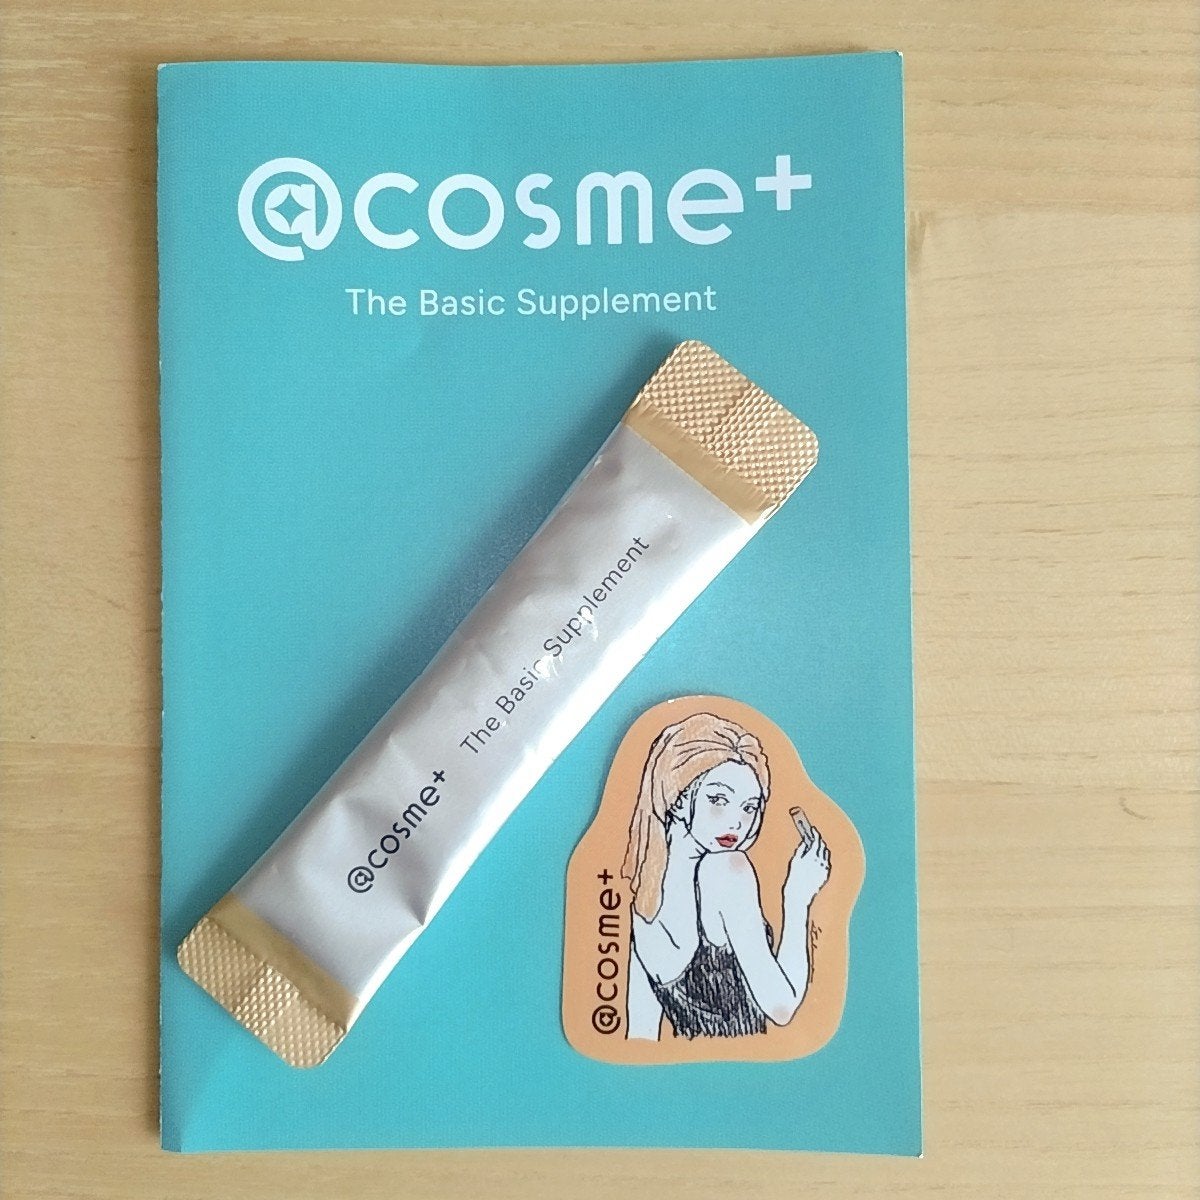 @cosme+
The Basic Supplement
@cosme+
The Basic Supplement
@cosme+